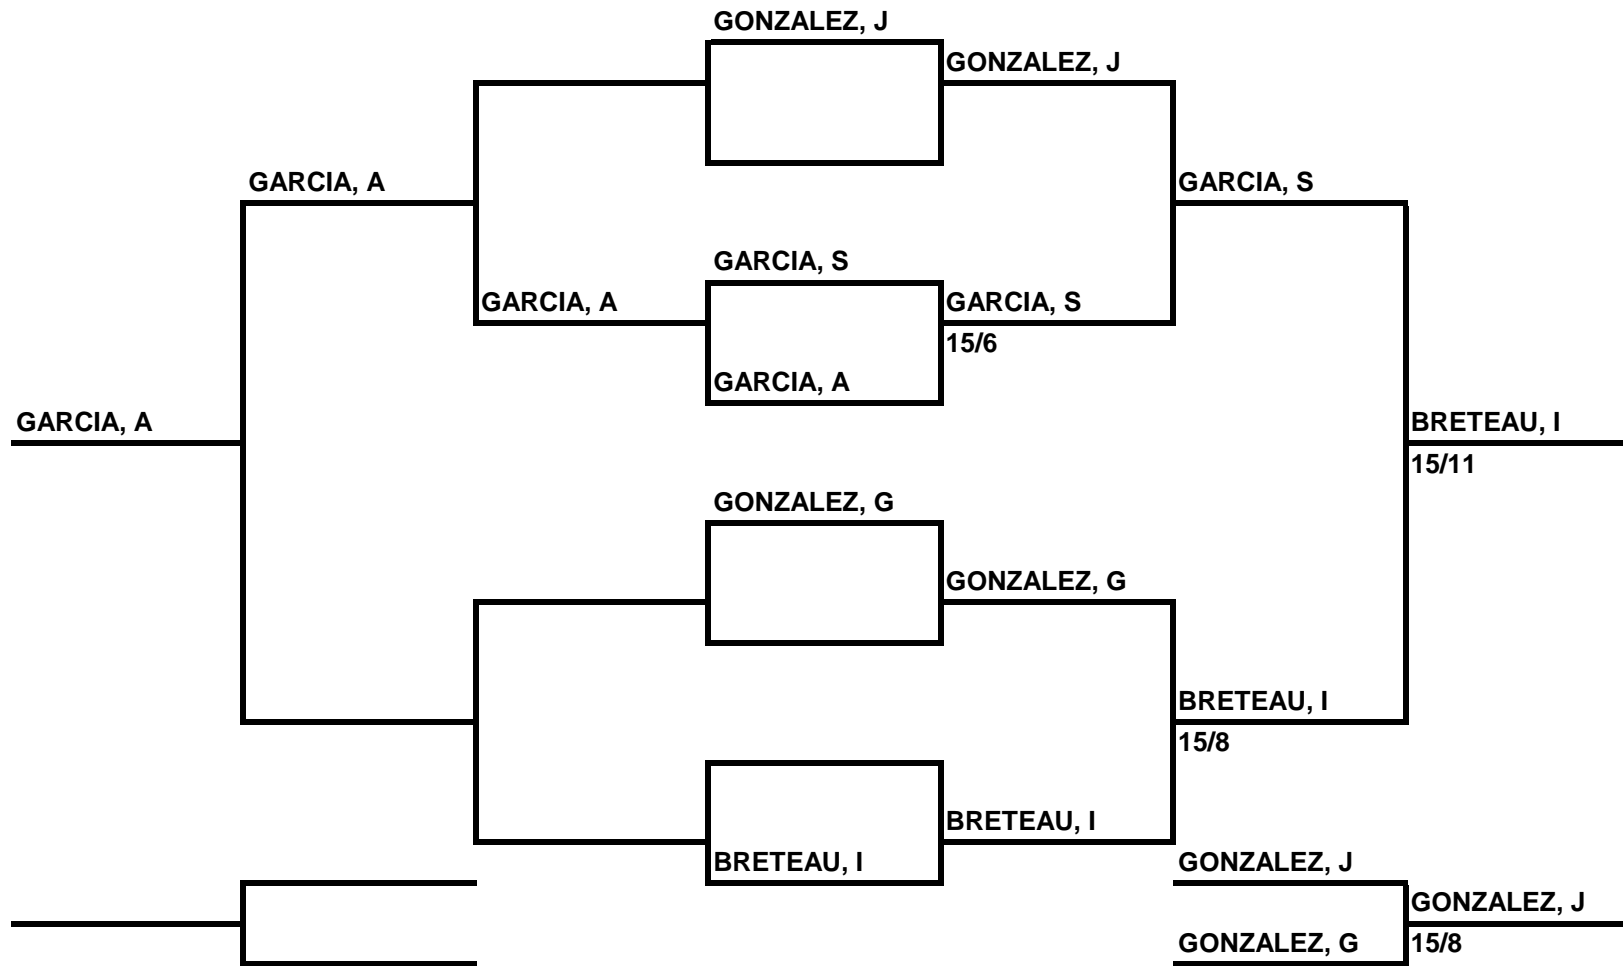 GONZALEZ, J
GONZALEZ, J
GARCIA, A
GARCIA, S
GARCIA, S
GARCIA, A
GARCIA, S
15/6
GARCIA, A
GARCIA, A
BRETEAU, I
15/11
GONZALEZ, G
GONZALEZ, G
BRETEAU, I
15/8
BRETEAU, I
BRETEAU, I
GONZALEZ, J
GONZALEZ, J
GONZALEZ, G
15/8